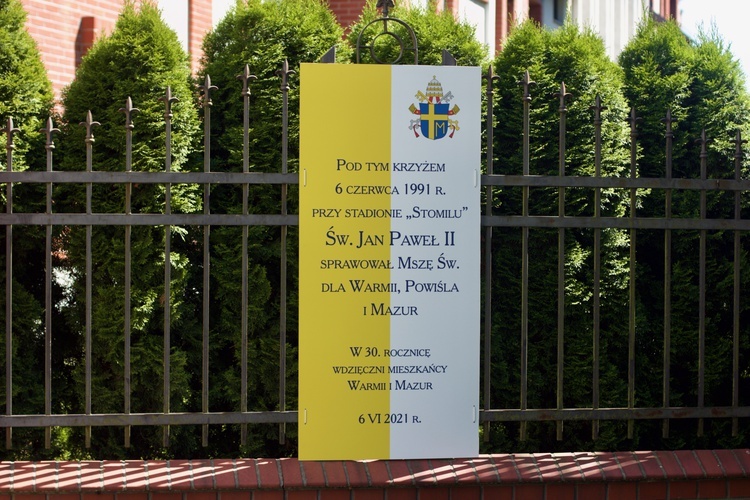 Pod tym krzyżem
6 czerwca 1991 r.
przy stadionie „Stomilu”
Św. Jan Paweł II
sprawował Mszę Św.
dla Warmii, Powiśla
i Mazur
W 30. rocznicę
wdzięczni mieszkańcy
Warmii i Mazur
6 VI 2021 r.